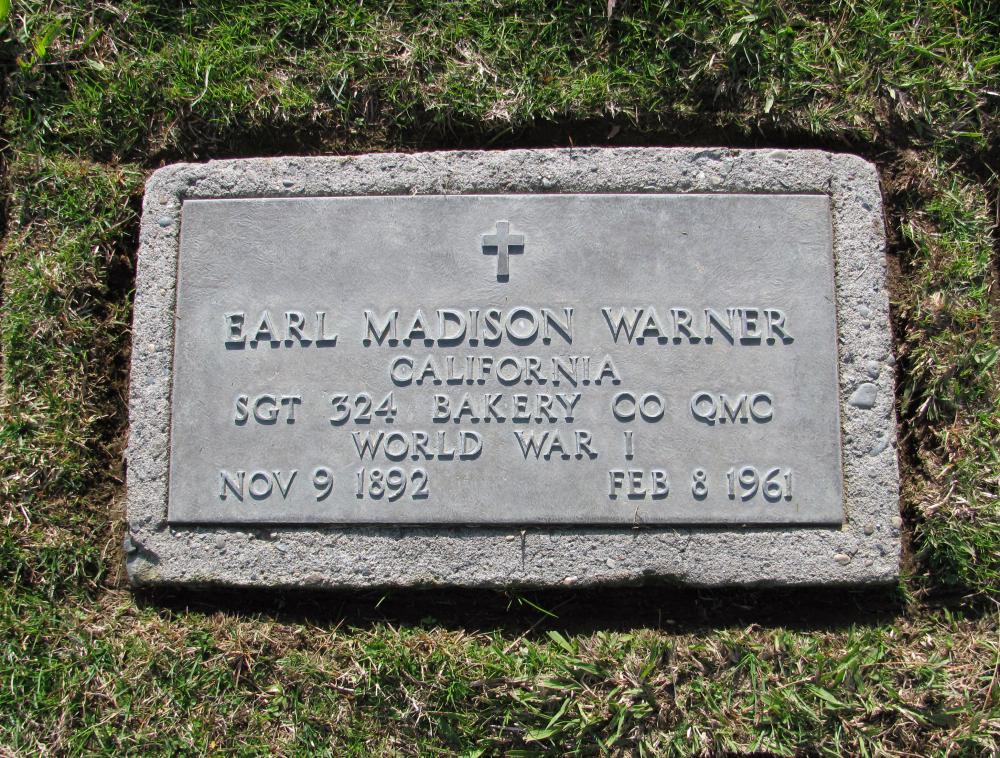 EARL MADISON WARNER
CALIFORNIA
SGT 324 BAKERY CO QMC
WORLD WAR I
NOV 9 1892 FEB 8 1961